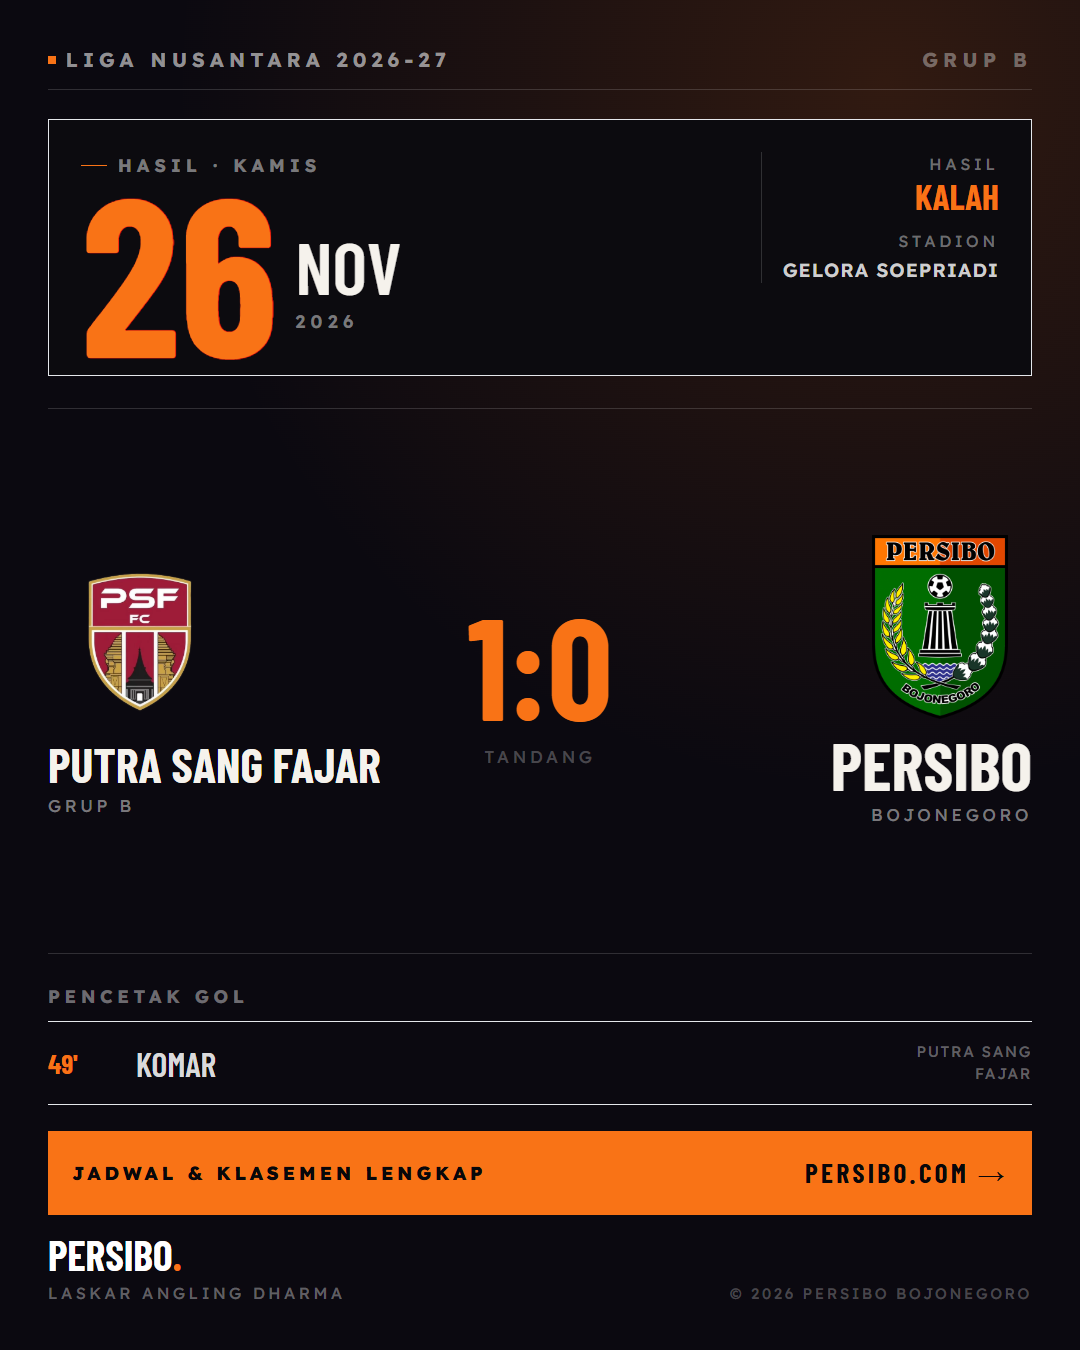 LIGA NUSANTARA 2026-27
GRUP B
HASIL · KAMIS
26
NOV
2026
HASIL
KALAH
STADION
GELORA SOEPRIADI
PSF
FC
PUTRA SANG FAJAR
GRUP B
1:0
TANDANG
PERSIBO
BOJONEGORO
PERSIBO
BOJONEGORO
PENCETAK GOL
49' KOMAR
PUTRA SANG
FAJAR
JADWAL & KLASEMEN LENGKAP
PERSIBO.COM →
PERSIBO.
LASKAR ANGLING DHARMA
© 2026 PERSIBO BOJONEGORO